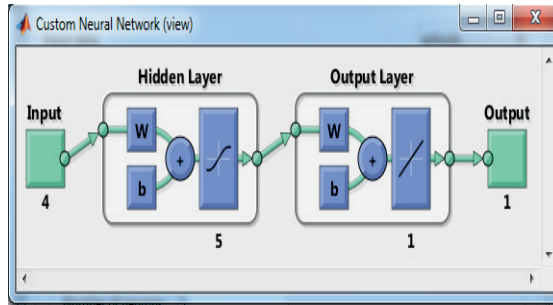 Custom Neural Network (view)
Hidden Layer
Output Layer
Input
Output
W
b
+
W
b
+
4
5
1
1